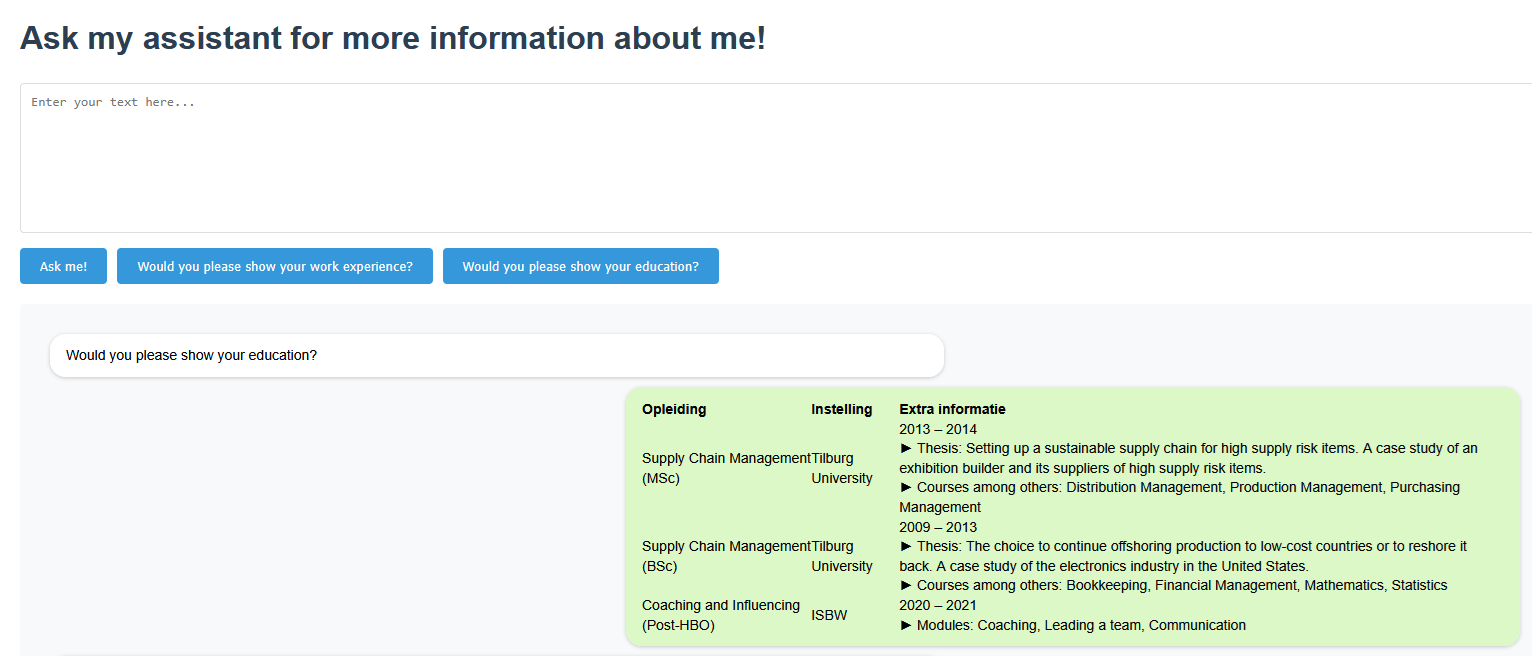 Ask my assistant for more information about me!
Enter your text here...
Ask me!
Would you please show your work experience?
Would you please show your education?
Would you please show your education?
Opleiding Instelling Extra informatie
2013 – 2014
► Thesis: Setting up a sustainable supply chain for high supply risk items. A case study of an
Supply Chain Management Tilburg
exhibition builder and its suppliers of high supply risk items.
(MSc) University
► Courses among others: Distribution Management, Production Management, Purchasing
Management
2009 – 2013
Supply Chain Management Tilburg ► Thesis: The choice to continue offshoring production to low-cost countries or to reshore it
(BSc) University back. A case study of the electronics industry in the United States.
► Courses among others: Bookkeeping, Financial Management, Mathematics, Statistics
Coaching and Influencing 2020 – 2021
ISBW
(Post-HBO) ► Modules: Coaching, Leading a team, Communication